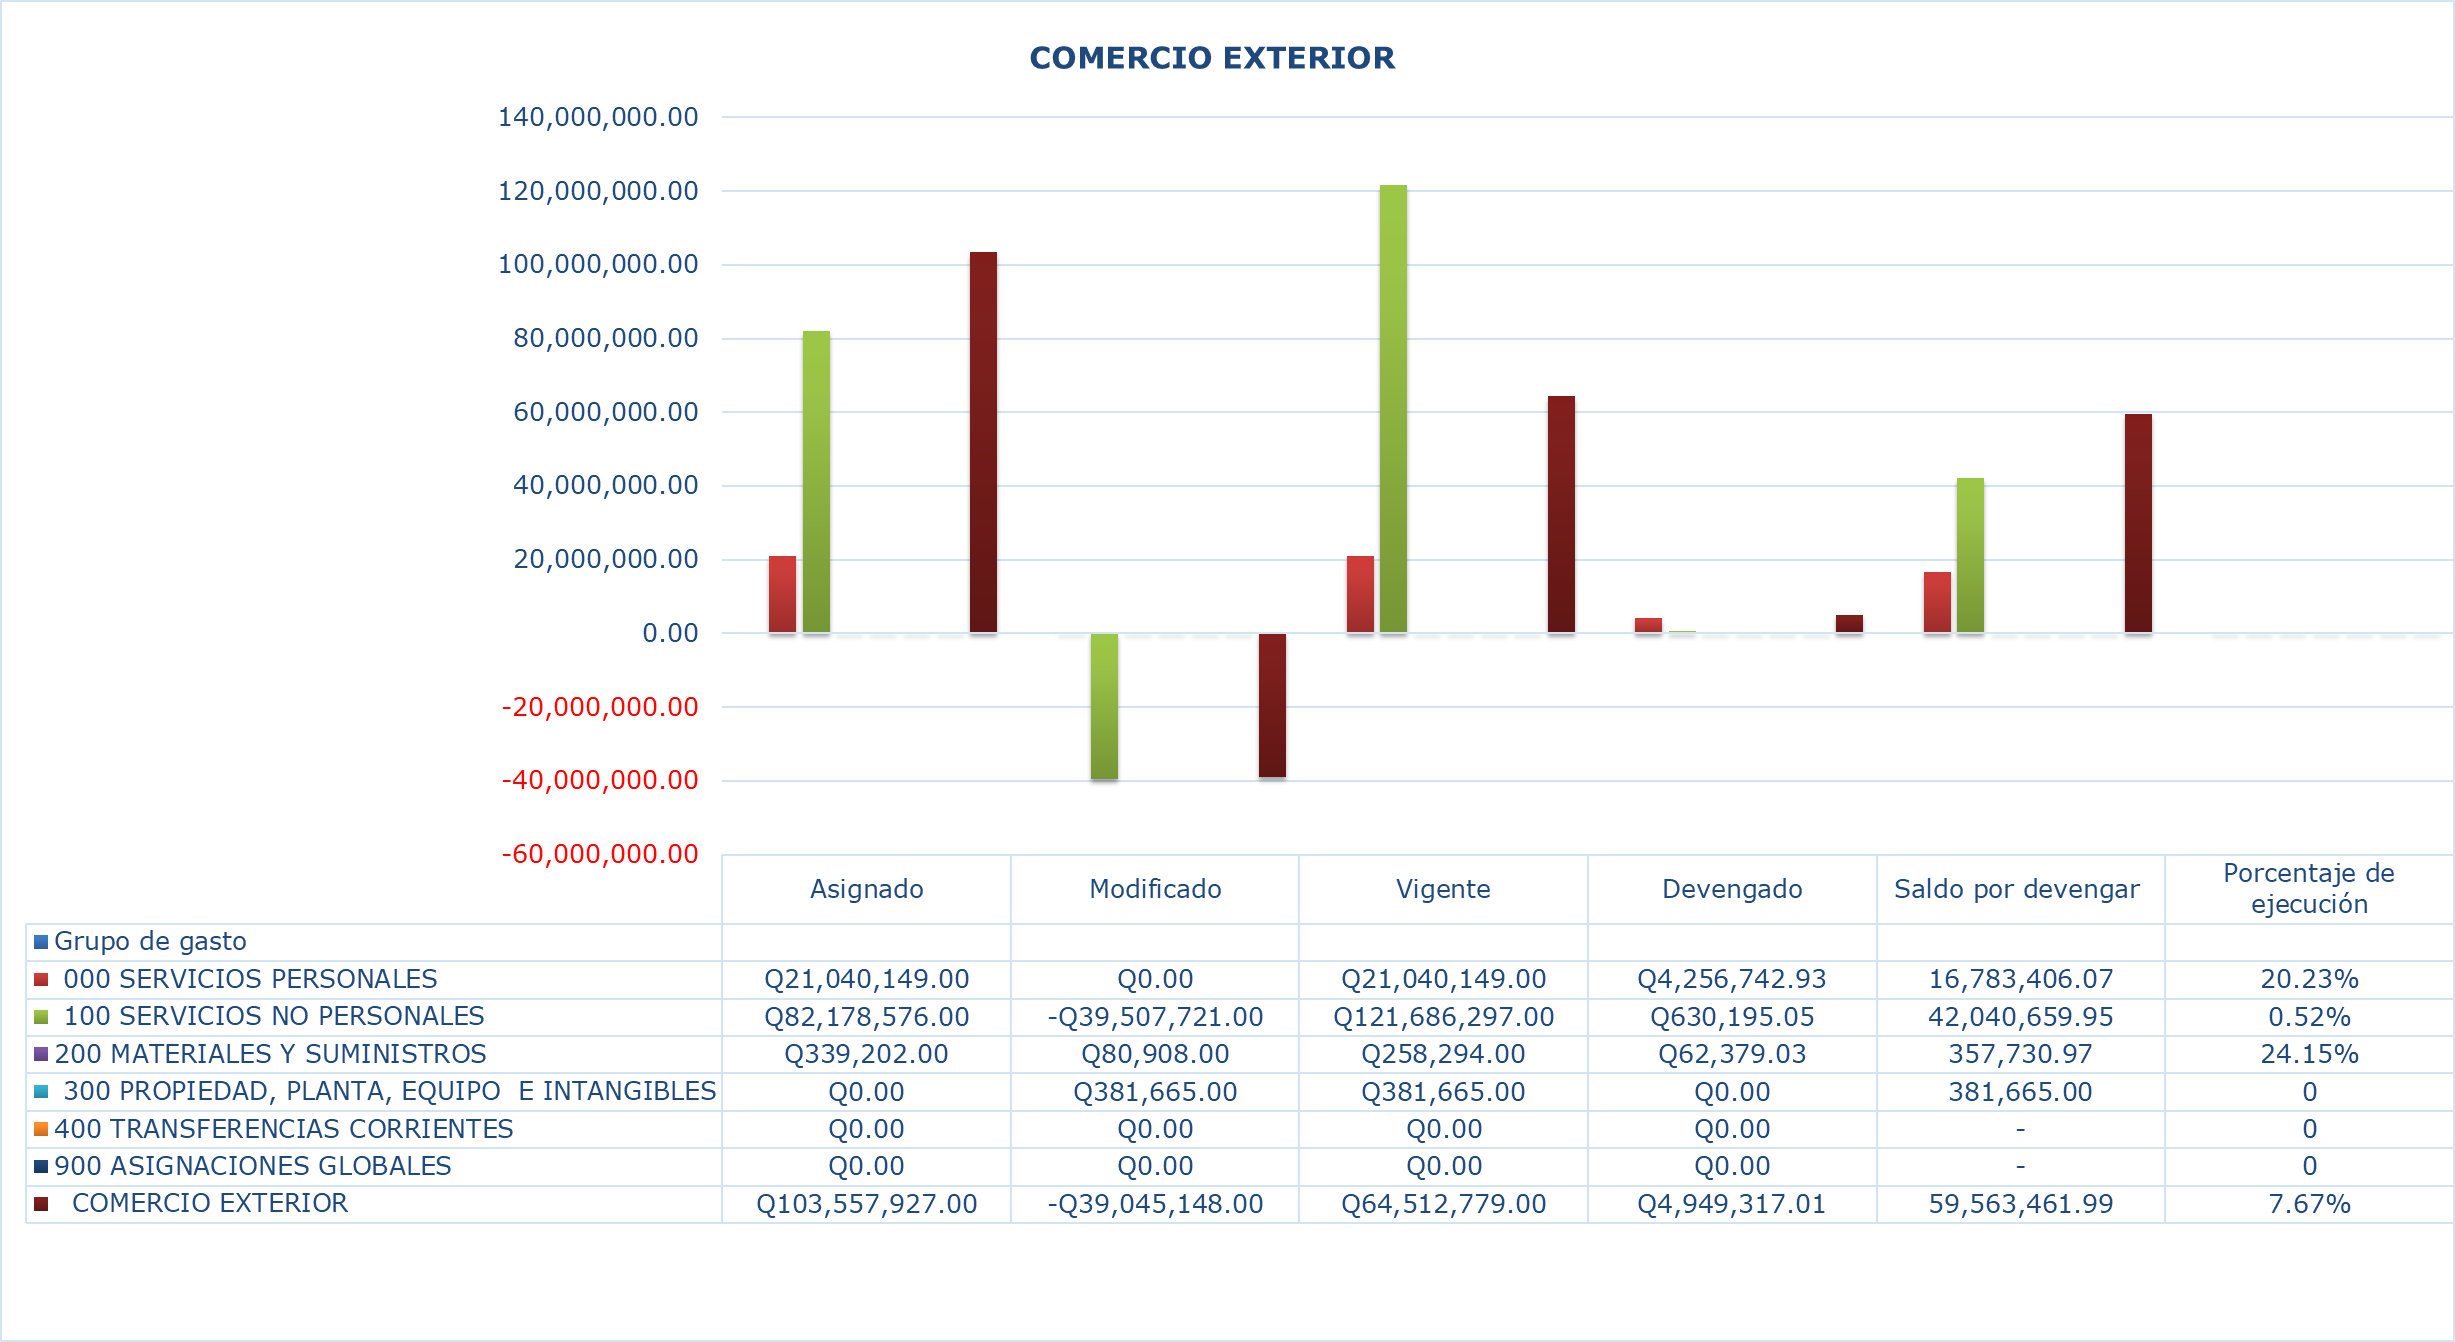 COMERCIO EXTERIOR
140,000,000.00
120,000,000.00
100,000,000.00
80,000,000.00
60,000,000.00
40,000,000.00
20,000,000.00
0.00
-20,000,000.00
-40,000,000.00
-60,000,000.00
Asignado Modificado Vigente Devengado Saldo por devengar Porcentaje de
ejecución
Grupo de gasto
000 SERVICIOS PERSONALES Q21,040,149.00 Q0.00 Q21,040,149.00 Q4,256,742.93 16,783,406.07 20.23%
100 SERVICIOS NO PERSONALES Q82,178,576.00 -Q39,507,721.00 Q121,686,297.00 Q630,195.05 42,040,659.95 0.52%
200 MATERIALES Y SUMINISTROS Q339,202.00 Q80,908.00 Q258,294.00 Q62,379.03 357,730.97 24.15%
300 PROPIEDAD, PLANTA, EQUIPO E INTANGIBLES Q0.00 Q381,665.00 Q381,665.00 Q0.00 381,665.00 0
400 TRANSFERENCIAS CORRIENTES Q0.00 Q0.00 Q0.00 Q0.00 - 0
900 ASIGNACIONES GLOBALES Q0.00 Q0.00 Q0.00 Q0.00 - 0
COMERCIO EXTERIOR Q103,557,927.00 -Q39,045,148.00 Q64,512,779.00 Q4,949,317.01 59,563,461.99 7.67%